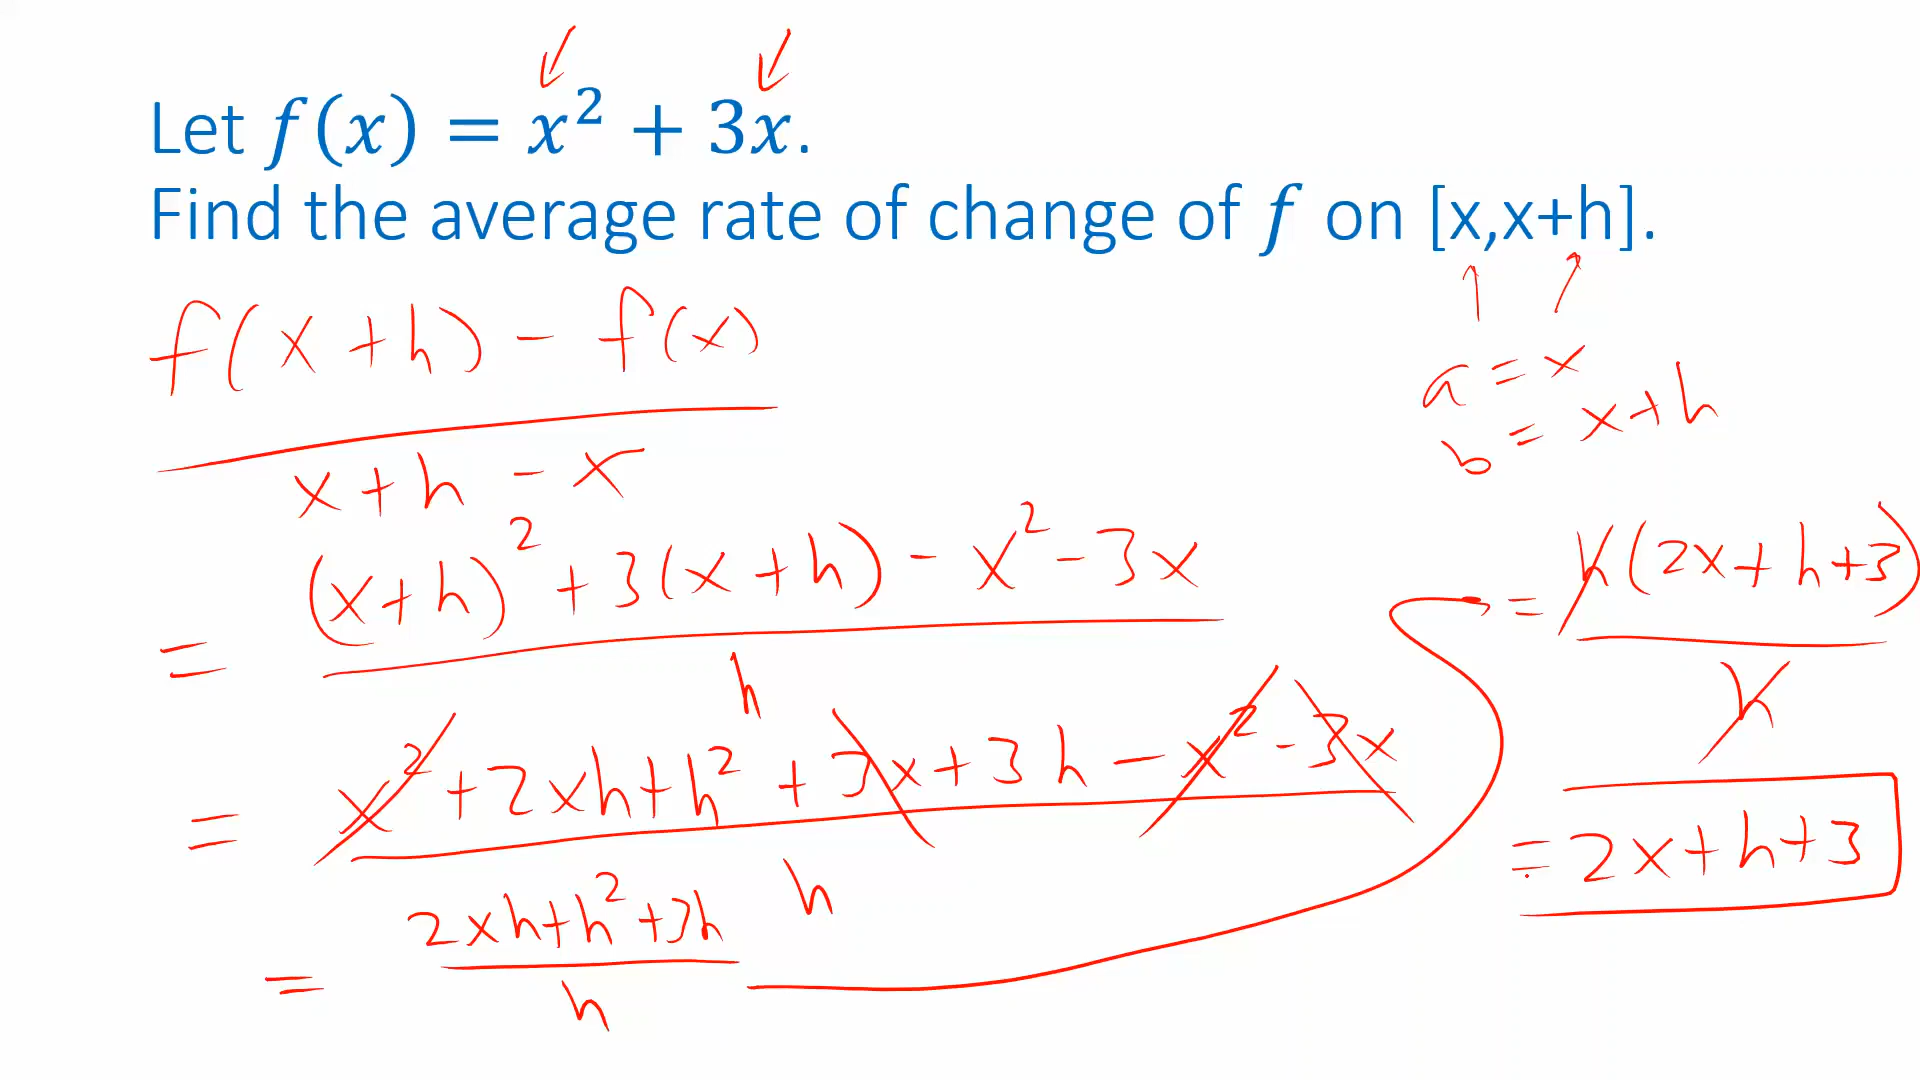 Let f(x) = x² + 3x.
Find the average rate of change of f on [x,x+h].
f(x+h) - f(x)
x+h - x
a = x
b = x+h
= (x+h)² + 3(x+h) - x² - 3x
h
= x² + 2xh + h² + 3x + 3h - x² - 3x
h
= 2xh + h² + 3h
h
= h(2x + h + 3)
h
= 2x + h + 3